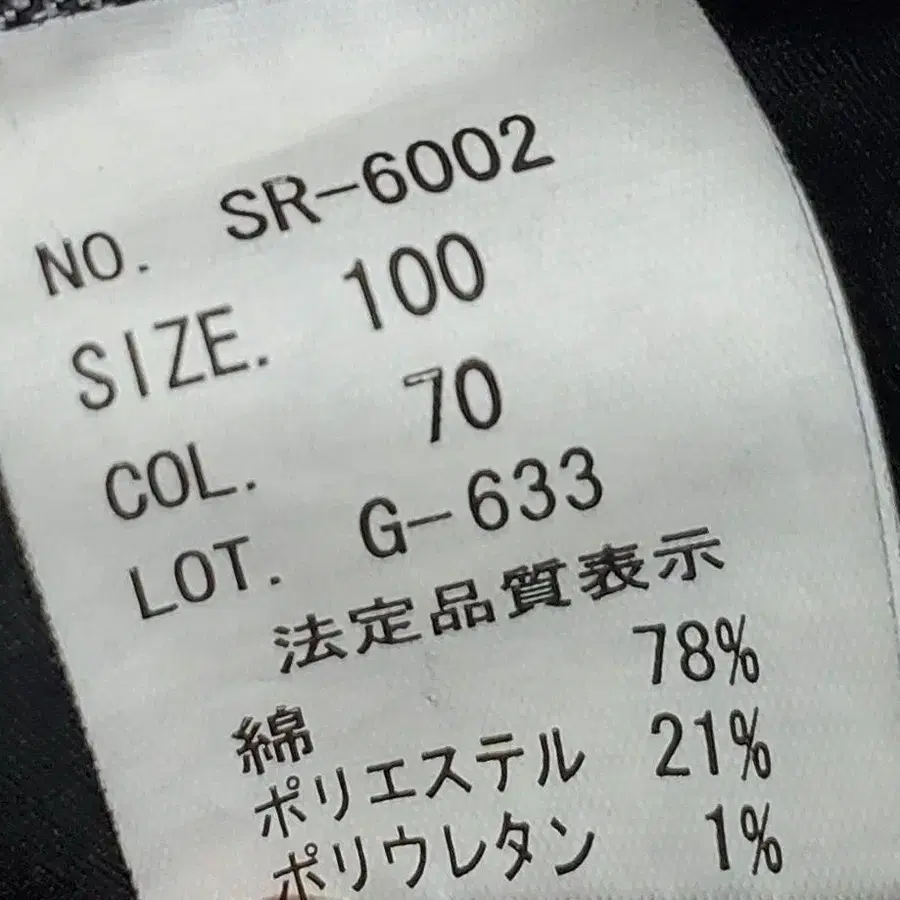 NO. SR-6002
SIZE. 100
COL. 70
LOT. G-633
法定品質表示
綿 78%
ポリエステル 21%
ポリウレタン 1%